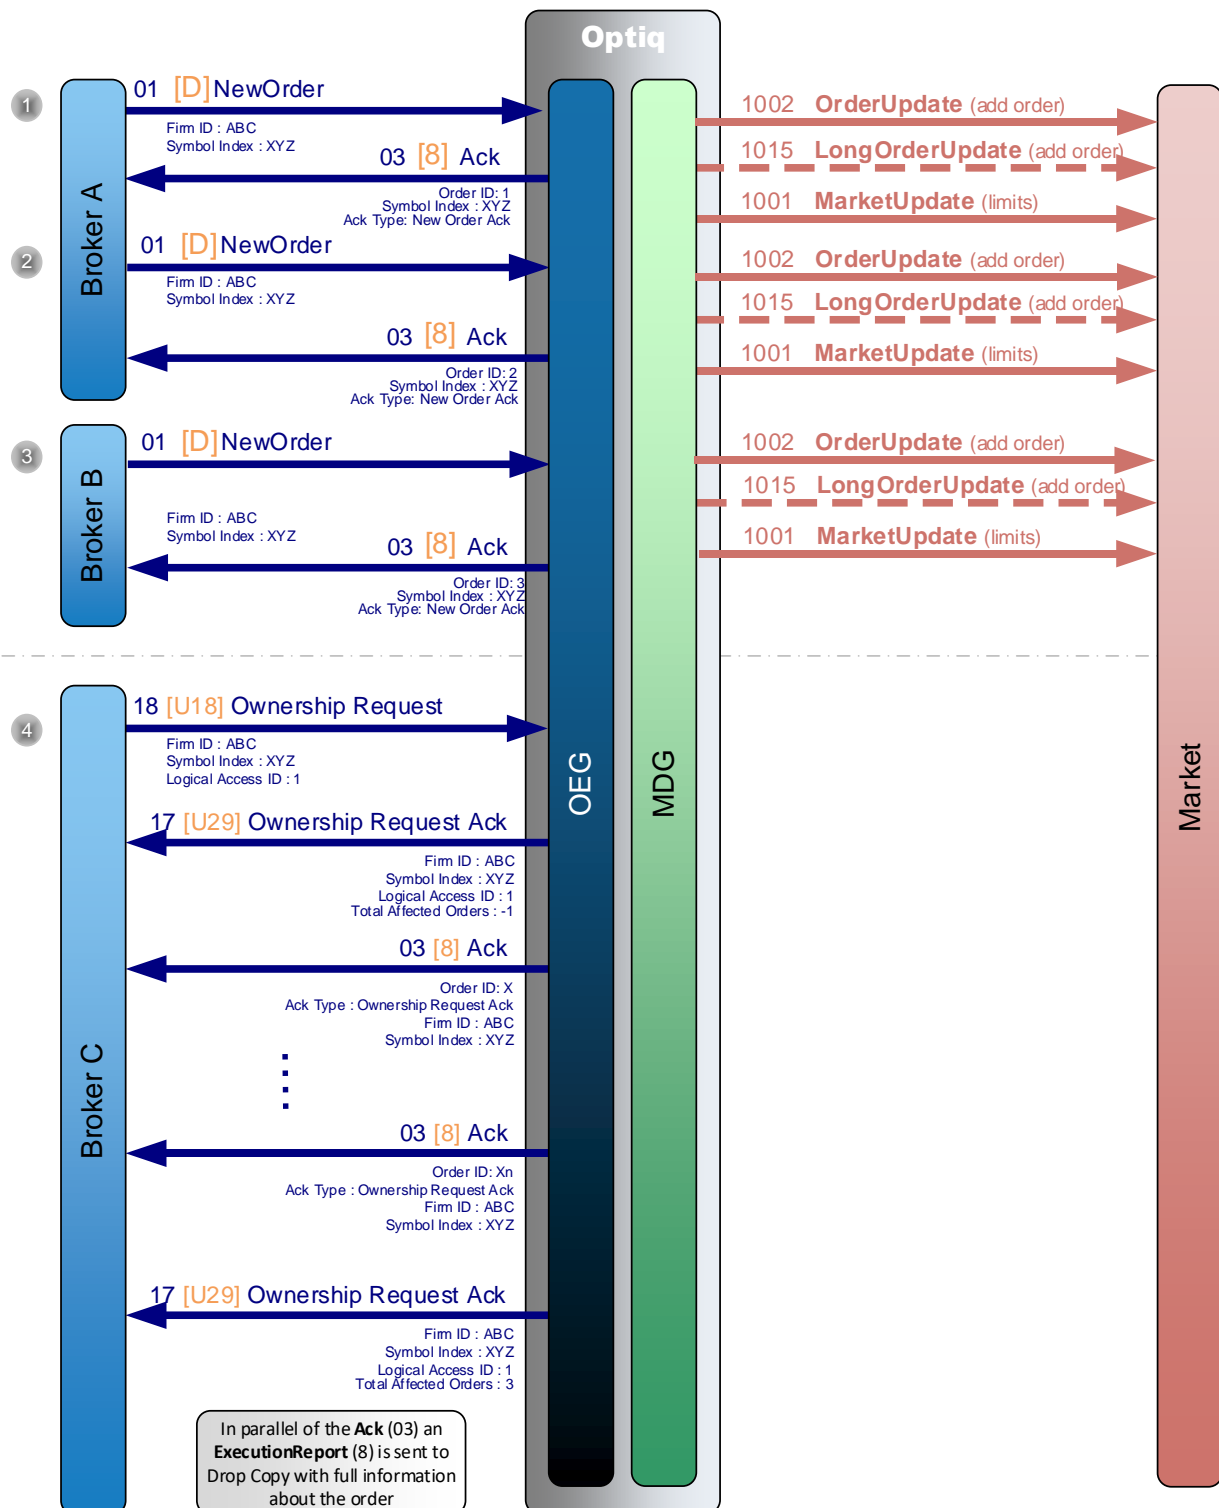 Optiq
1
01 [D] NewOrder
Firm ID : ABC
Symbol Index : XYZ
03 [8] Ack
Order ID: 1
Symbol Index : XYZ
Ack Type: New Order Ack
1002 OrderUpdate (add order)
1015 LongOrderUpdate (add order)
1001 MarketUpdate (limits)
Broker A
2
01 [D] NewOrder
Firm ID : ABC
Symbol Index : XYZ
03 [8] Ack
Order ID: 2
Symbol Index : XYZ
Ack Type: New Order Ack
1002 OrderUpdate (add order)
1015 LongOrderUpdate (add order)
1001 MarketUpdate (limits)
3
01 [D] NewOrder
Firm ID : ABC
Symbol Index : XYZ
03 [8] Ack
Order ID: 3
Symbol Index : XYZ
Ack Type: New Order Ack
Broker B
1002 OrderUpdate (add order)
1015 LongOrderUpdate (add order)
1001 MarketUpdate (limits)
4
18 [U18] Ownership Request
Firm ID : ABC
Symbol Index : XYZ
Logical Access ID : 1
OEG
MDG
Market
17 [U29] Ownership Request Ack
Firm ID : ABC
Symbol Index : XYZ
Logical Access ID : 1
Total Affected Orders : -1
03 [8] Ack
Order ID: X
Ack Type : Ownership Request Ack
Firm ID : ABC
Symbol Index : XYZ
Broker C
03 [8] Ack
Order ID: Xn
Ack Type : Ownership Request Ack
Firm ID : ABC
Symbol Index : XYZ
17 [U29] Ownership Request Ack
Firm ID : ABC
Symbol Index : XYZ
Logical Access ID : 1
Total Affected Orders : 3
In parallel of the Ack (03) an
ExecutionReport (8) is sent to
Drop Copy with full information
about the order